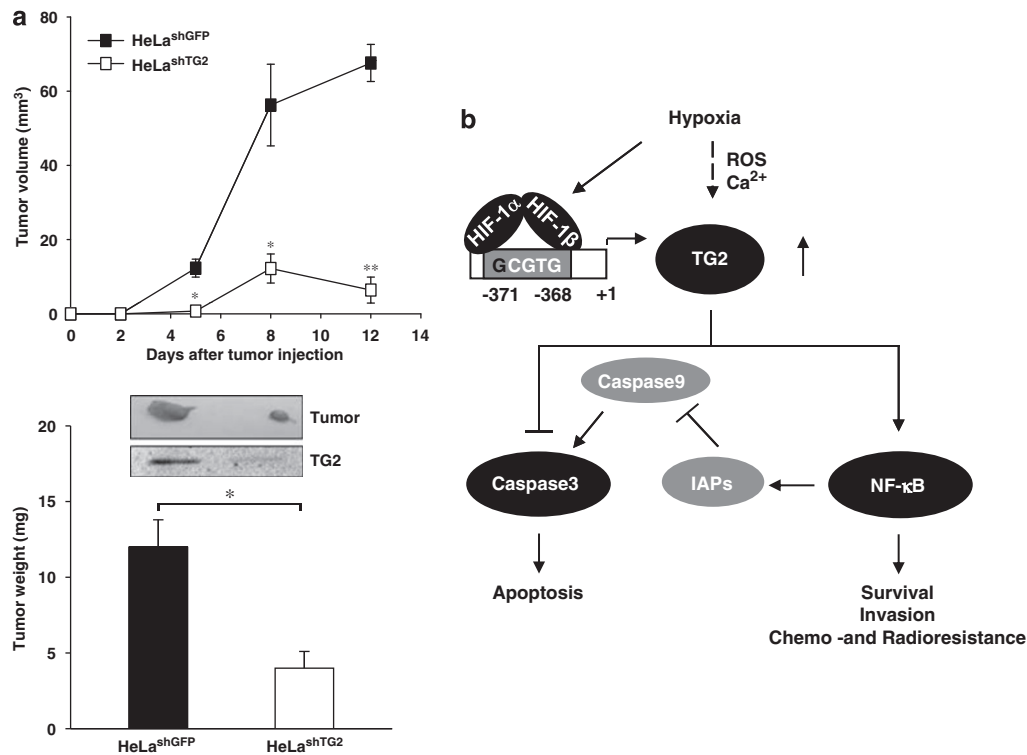 a
Tumor volume (mm³)
80
60
40
20
0
HeLa^shGFP
HeLa^shTG2
*
*
**
0 2 4 6 8 10 12 14
Days after tumor injection
Tumor
TG2
Tumor weight (mg)
20
15
10
5
0
*
HeLa^shGFP HeLa^shTG2
b
Hypoxia
ROS
Ca²⁺
HIF-1α HIF-1β
GCGTG
-371 -368 +1
TG2
Caspase9
Caspase3
IAPs
NF-κB
Apoptosis
Survival
Invasion
Chemo -and Radioresistance